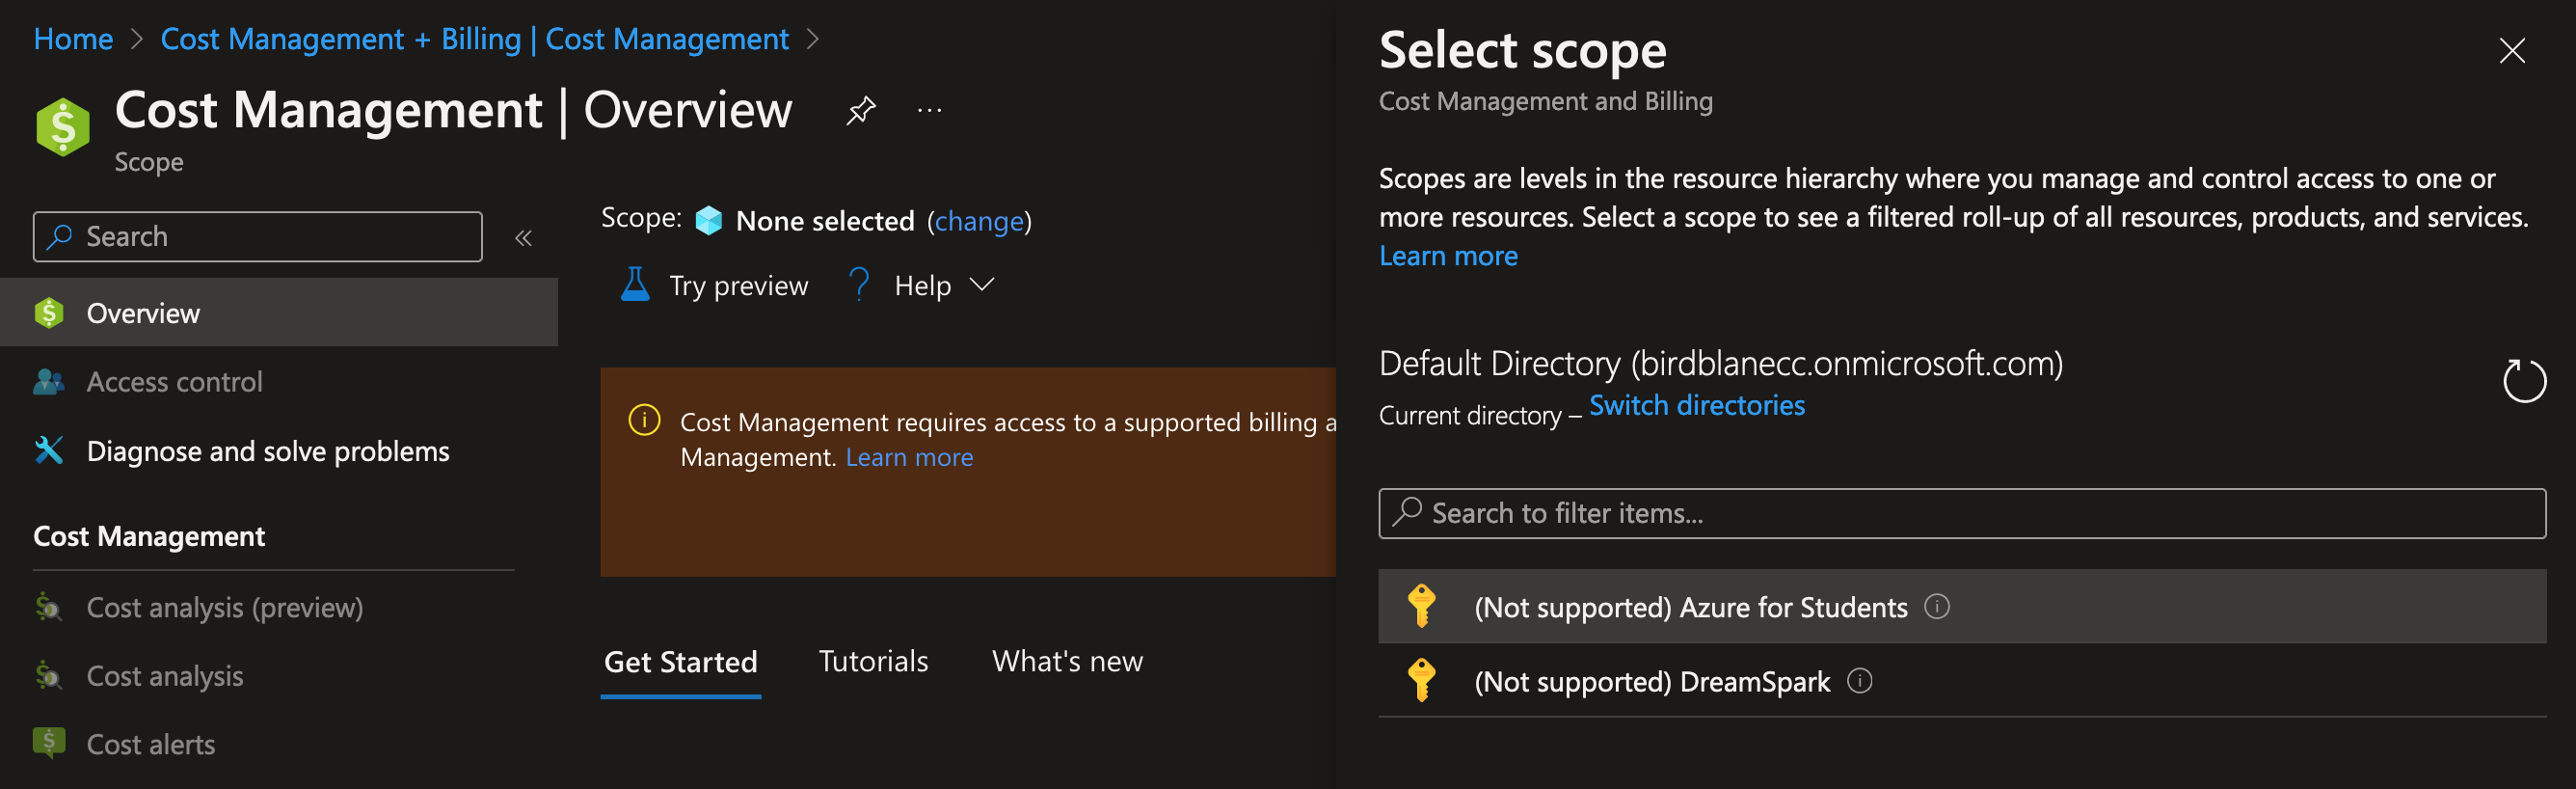 Home > Cost Management + Billing | Cost Management >
Cost Management | Overview
...
Scope
Search
«
Overview
Access control
Diagnose and solve problems
Cost Management
Cost analysis (preview)
Cost analysis
Cost alerts
Scope: None selected (change)
Try preview ? Help
Cost Management requires access to a supported billing a
Management. Learn more
Get Started Tutorials What's new
Select scope
Cost Management and Billing
Scopes are levels in the resource hierarchy where you manage and control access to one or
more resources. Select a scope to see a filtered roll-up of all resources, products, and services.
Learn more
Default Directory (birdblanecc.onmicrosoft.com)
Current directory – Switch directories
Search to filter items...
(Not supported) Azure for Students
(Not supported) DreamSpark